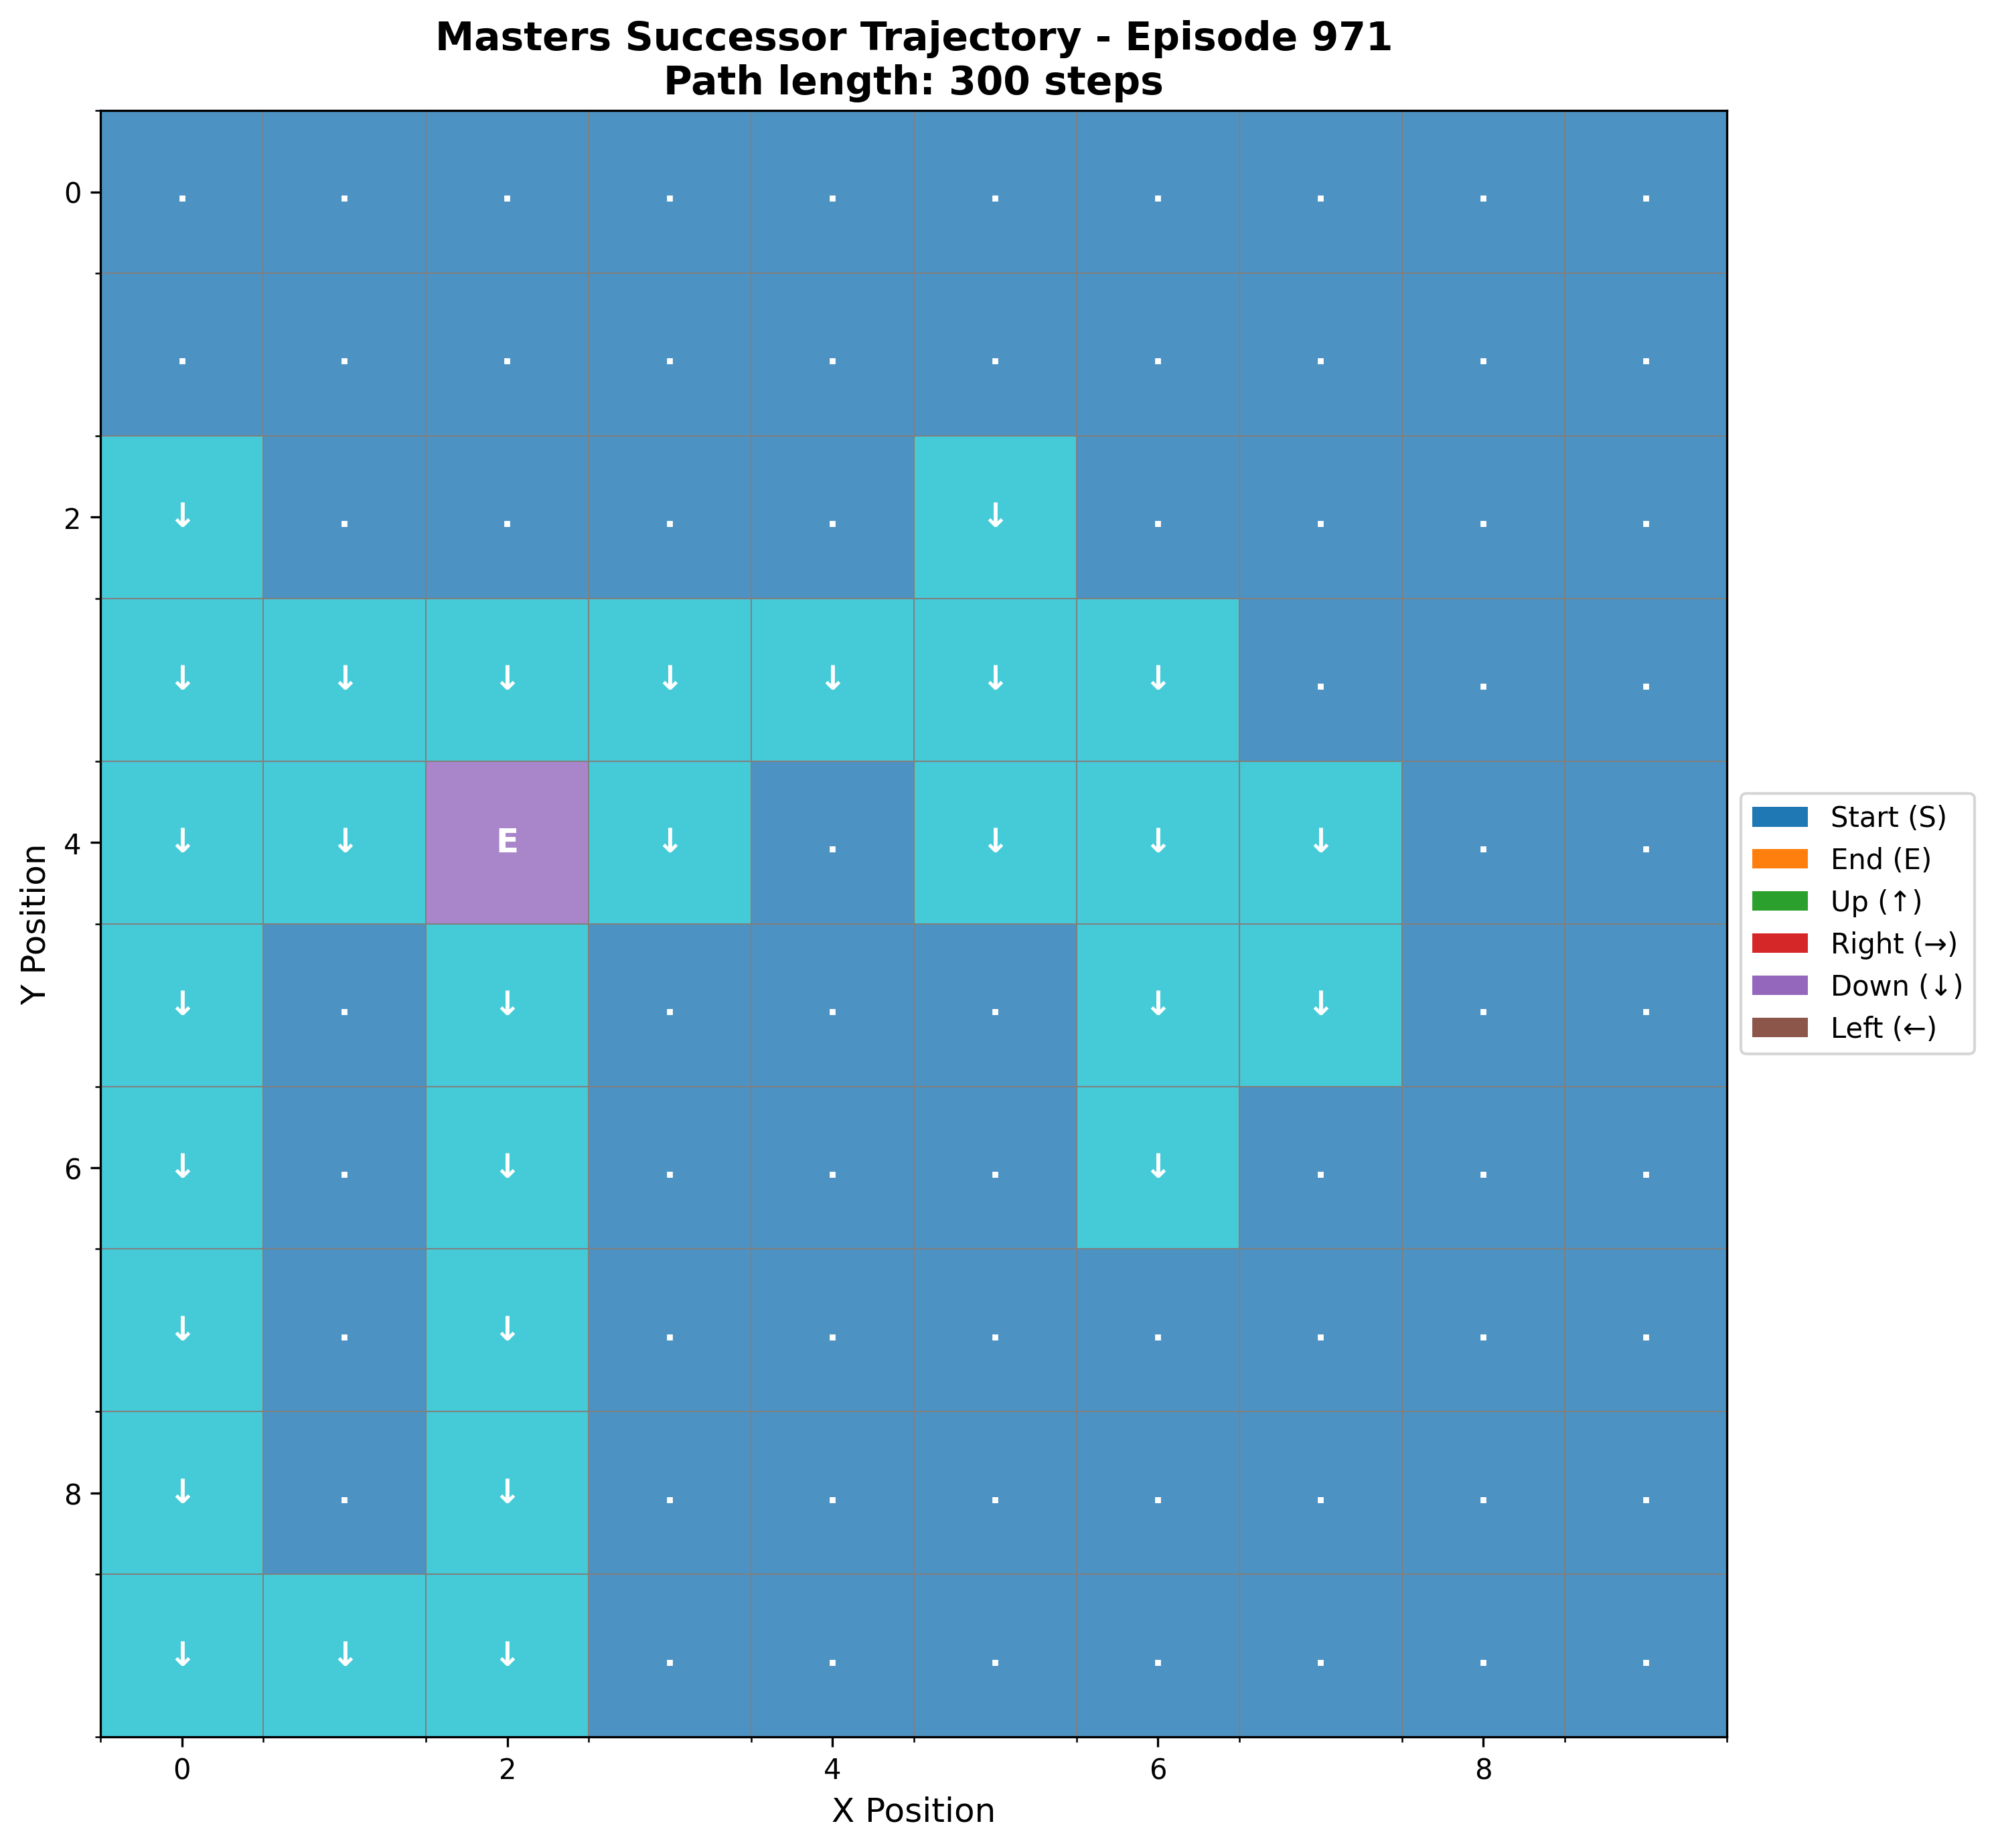 Masters Successor Trajectory - Episode 971
Path length: 300 steps
0
. . . . . . . . . .
. . . . . . . . . .
2
↓ . . . . ↓ . . . .
↓ ↓ ↓ ↓ ↓ ↓ ↓ . . .
4
↓ ↓ E ↓ . ↓ ↓ ↓ . .
↓ . ↓ . . . ↓ ↓ . .
6
↓ . ↓ . . . ↓ . . .
↓ . ↓ . . . . . . .
8
↓ . ↓ . . . . . . .
↓ ↓ ↓ . . . . . . .
0 2 4 6 8
X Position
Y Position
Start (S)
End (E)
Up (↑)
Right (→)
Down (↓)
Left (←)